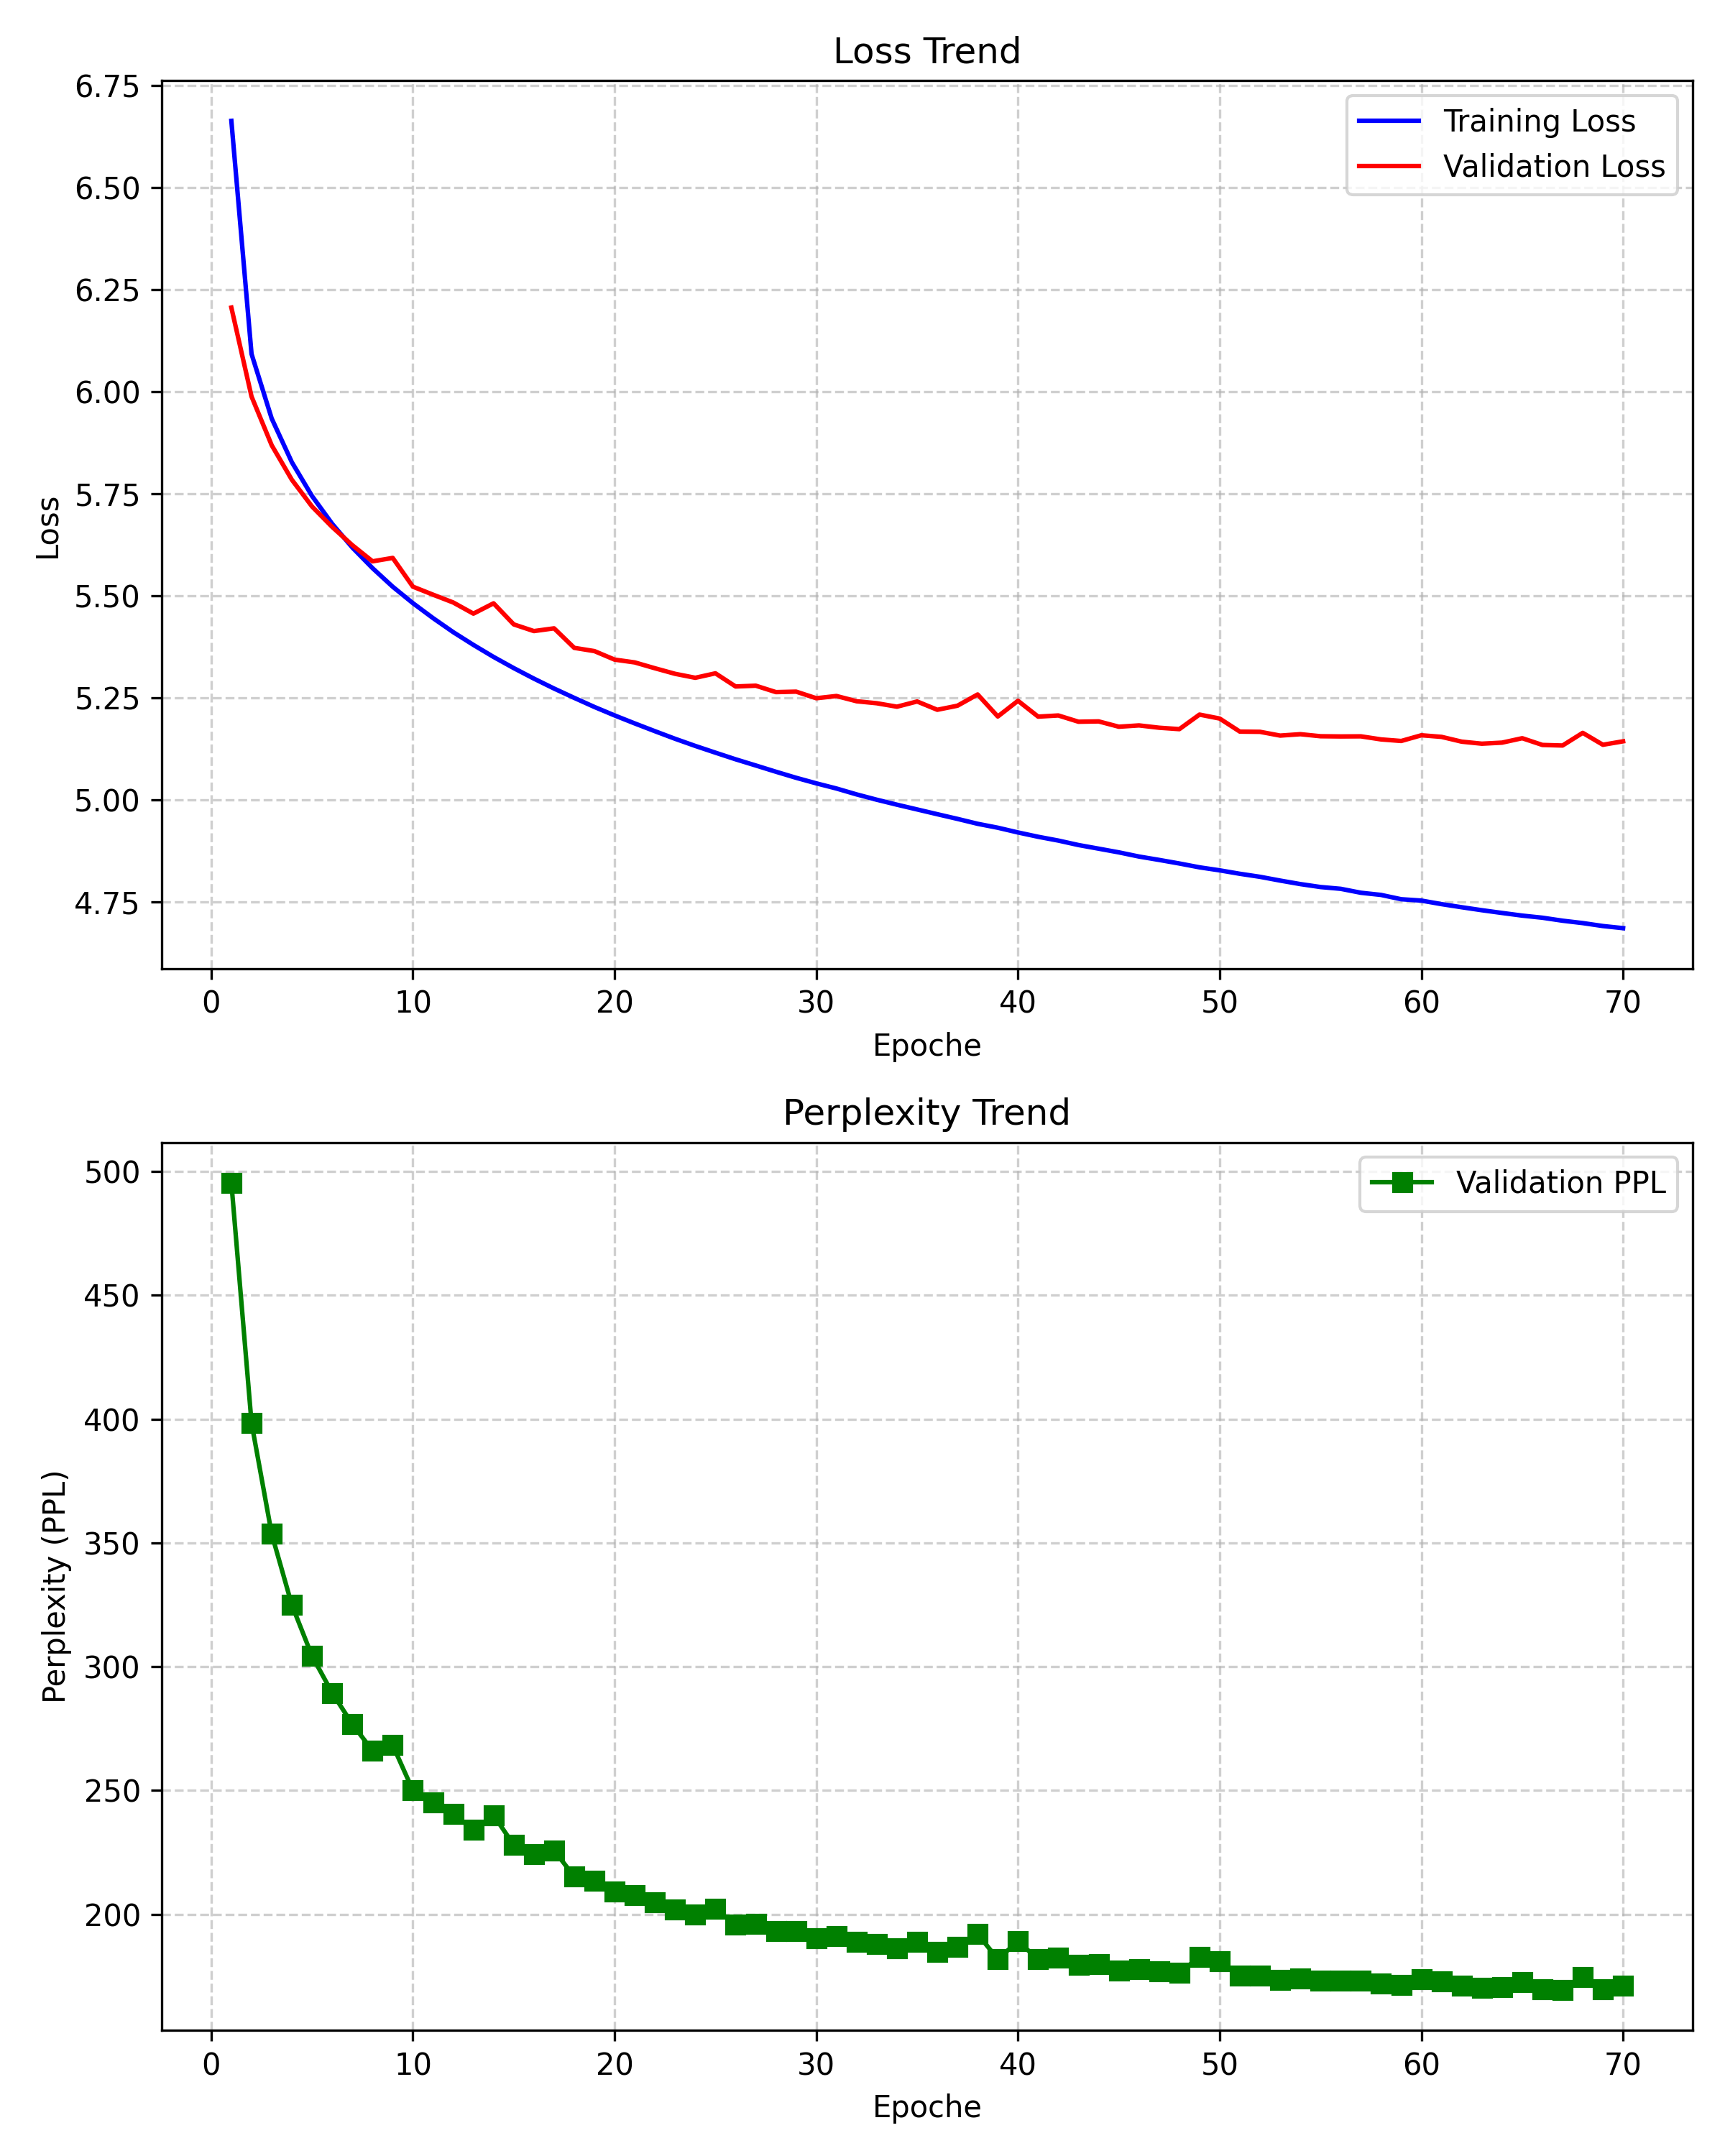 Loss Trend
6.75
6.50
6.25
6.00
5.75
5.50
5.25
5.00
4.75
Loss
Training Loss
Validation Loss
0 10 20 30 40 50 60 70
Epoche
Perplexity Trend
500
450
400
350
300
250
200
Perplexity (PPL)
Validation PPL
0 10 20 30 40 50 60 70
Epoche